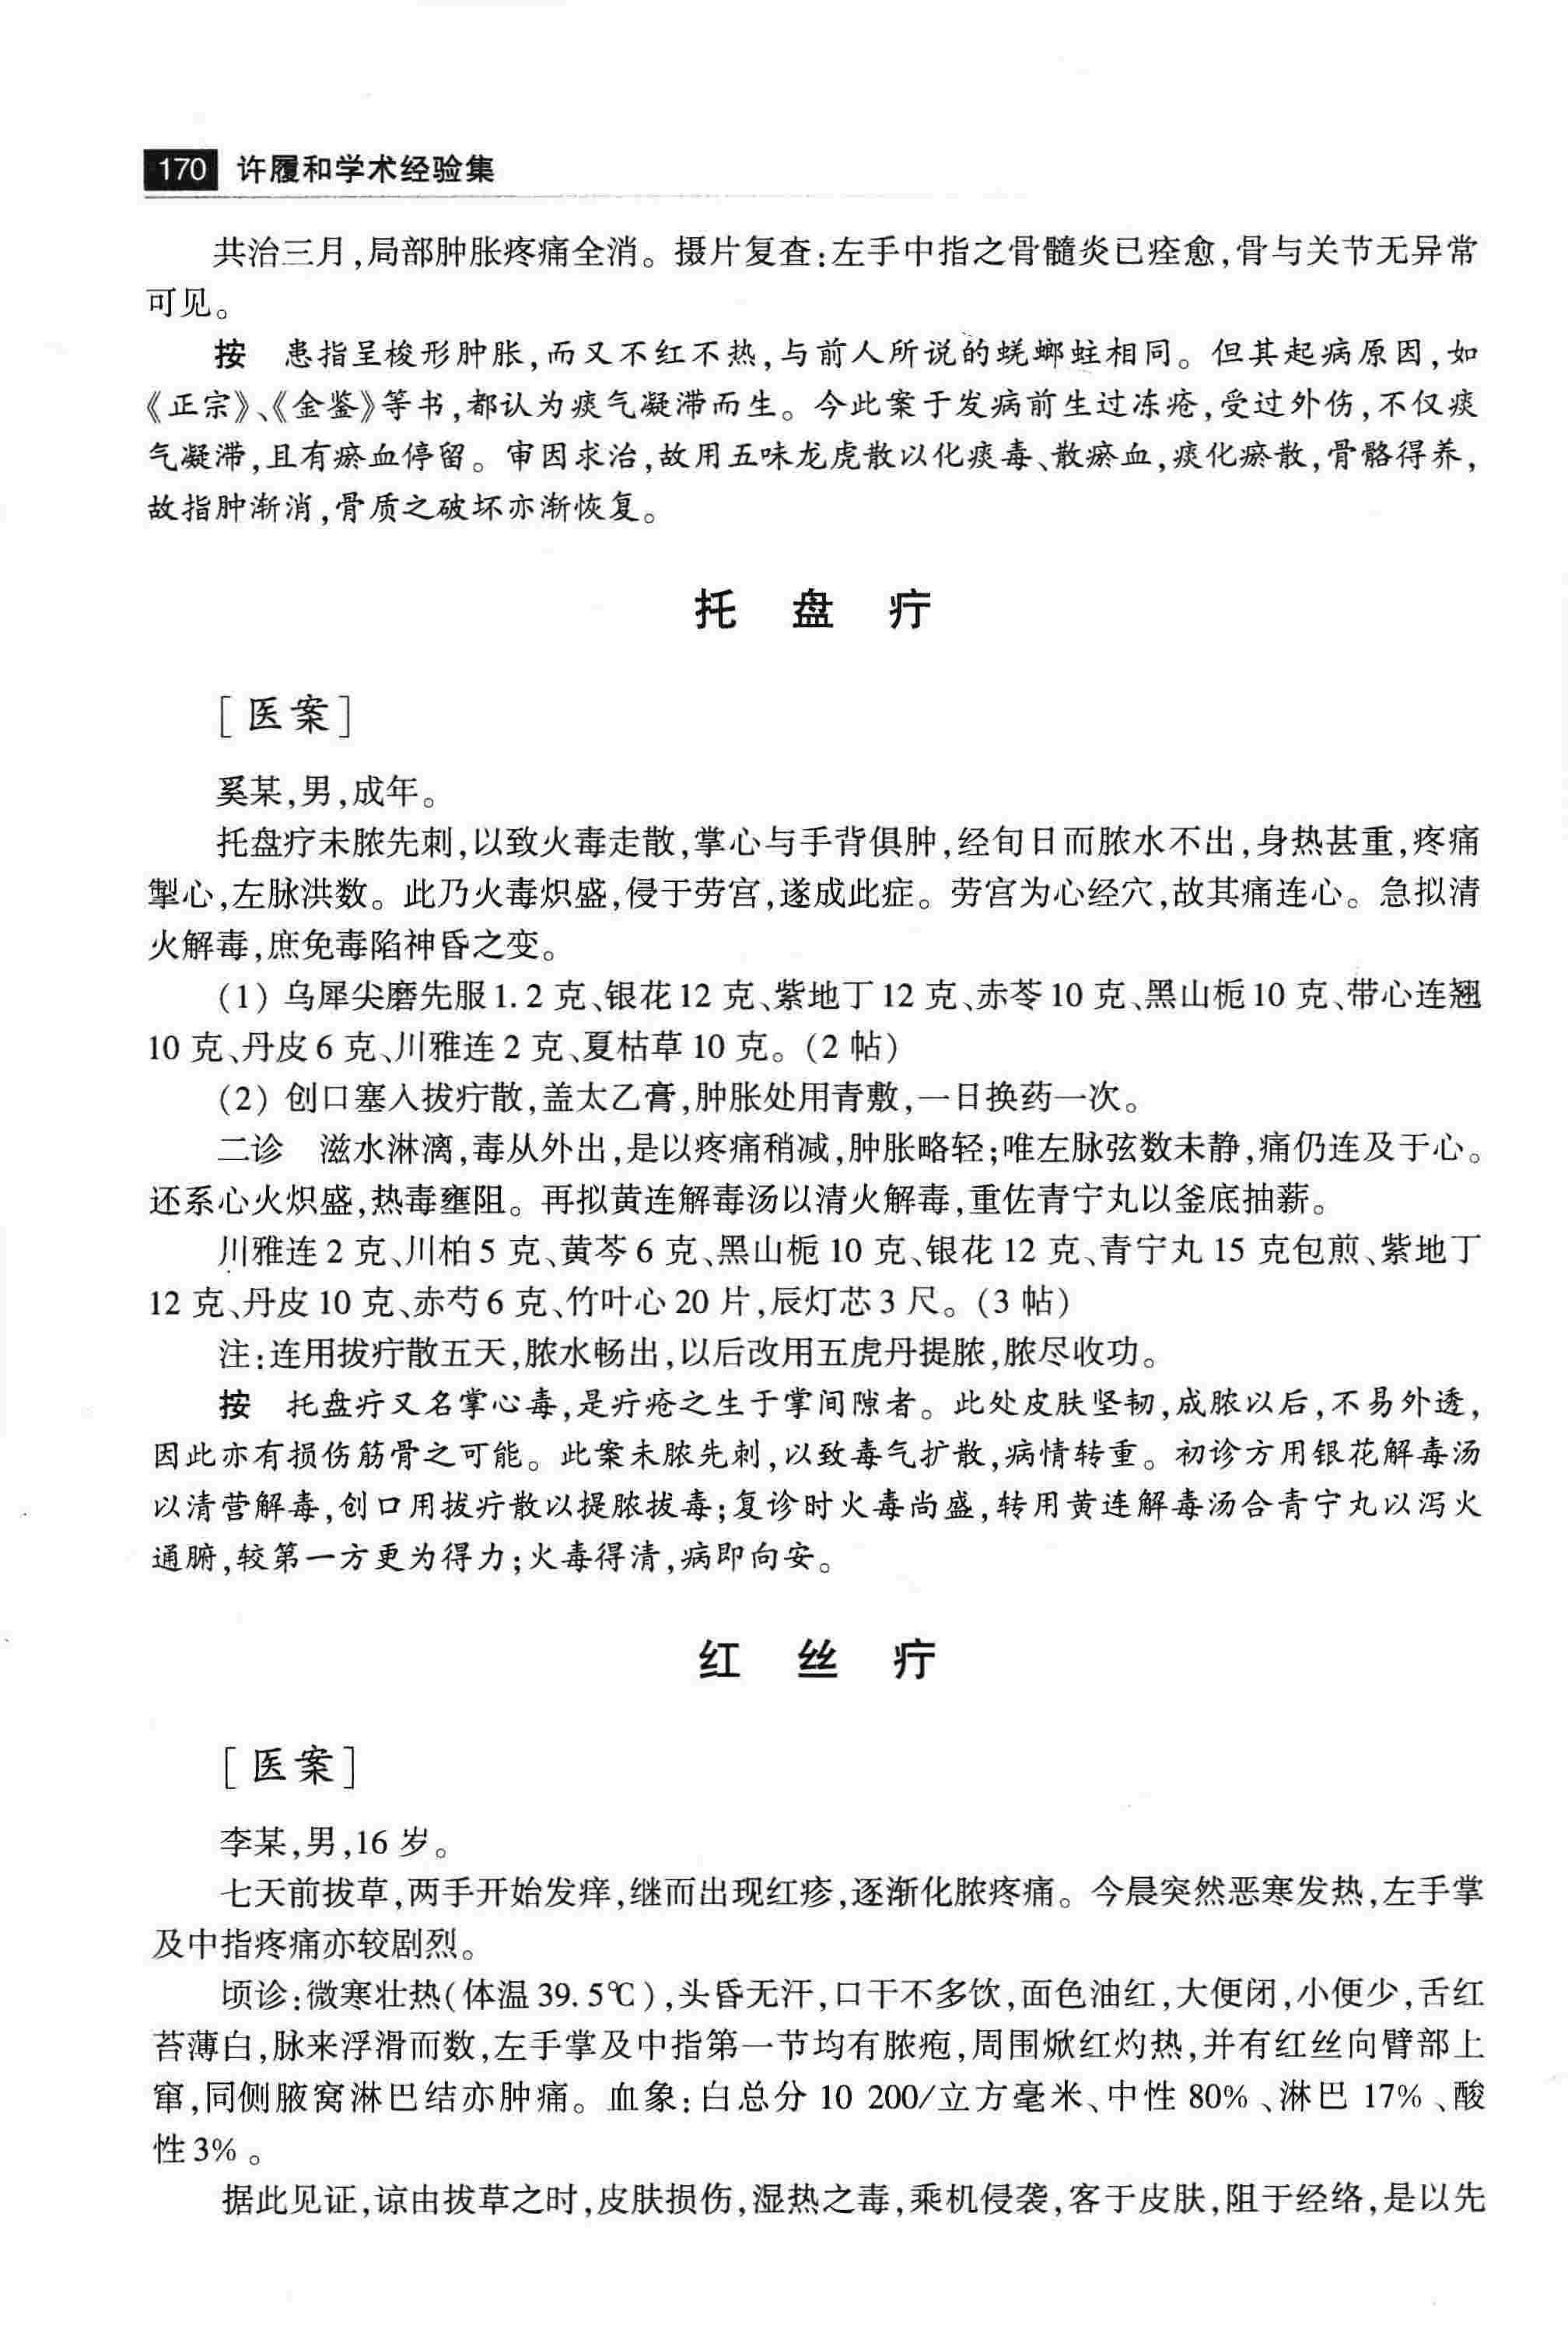 170 许履和学术经验集
共治三月,局部肿胀疼痛全消。摄片复查:左手中指之骨髓炎已痊愈,骨与关节无异常
可见。
按 患指呈梭形肿胀,而又不红不热,与前人所说的蜣螂蛀相同。但其起病原因,如
《正宗》、《金鉴》等书,都认为痰气凝滞而生。今此案于发病前生过冻疮,受过外伤,不仅痰
气凝滞,且有瘀血停留。审因求治,故用五味龙虎散以化痰毒、散瘀血,痰化瘀散,骨骼得养,
故指肿渐消,骨质之破坏亦渐恢复。
托 盘 疔
[医案]
奚某,男,成年。
托盘疔未脓先刺,以致火毒走散,掌心与手背俱肿,经旬日而脓水不出,身热甚重,疼痛
掣心,左脉洪数。此乃火毒炽盛,侵于劳宫,遂成此症。劳宫为心经穴,故其痛连心。急拟清
火解毒,庶免毒陷神昏之变。
(1) 乌犀尖磨先服1.2克、银花12克、紫地丁12克、赤苓10克、黑山栀10克、带心连翘
10克、丹皮6克、川雅连2克、夏枯草10克。(2帖)
(2) 创口塞入拔疔散,盖太乙膏,肿胀处用青敷,一日换药一次。
二诊 滋水淋漓,毒从外出,是以疼痛稍减,肿胀略轻;唯左脉弦数未静,痛仍连及于心。
还系心火炽盛,热毒壅阻。再拟黄连解毒汤以清火解毒,重佐青宁丸以釜底抽薪。
川雅连2克、川柏5克、黄芩6克、黑山栀10克、银花12克、青宁丸15克包煎、紫地丁
12克、丹皮10克、赤芍6克、竹叶心20片,辰灯芯3尺。(3帖)
注:连用拔疔散五天,脓水畅出,以后改用五虎丹提脓,脓尽收功。
按 托盘疔又名掌心毒,是疔疮之生于掌间隙者。此处皮肤坚韧,成脓以后,不易外透,
因此亦有损伤筋骨之可能。此案未脓先刺,以致毒气扩散,病情转重。初诊方用银花解毒汤
以清营解毒,创口用拔疔散以提脓拔毒;复诊时火毒尚盛,转用黄连解毒汤合青宁丸以泻火
通腑,较第一方更为得力;火毒得清,病即向安。
红 丝 疔
[医案]
李某,男,16岁。
七天前拔草,两手开始发痒,继而出现红疹,逐渐化脓疼痛。今晨突然恶寒发热,左手掌
及中指疼痛亦较剧烈。
顷诊:微寒壮热(体温39.5℃),头昏无汗,口干不多饮,面色油红,大便闭,小便少,舌红
苔薄白,脉来浮滑而数,左手掌及中指第一节均有脓疱,周围焮红灼热,并有红丝向臂部上
窜,同侧腋窝淋巴结亦肿痛。血象:白总分 10 200/立方毫米、中性 80%、淋巴 17%、酸
性3%。
据此见证,谅由拔草之时,皮肤损伤,湿热之毒,乘机侵袭,客于皮肤,阻于经络,是以先